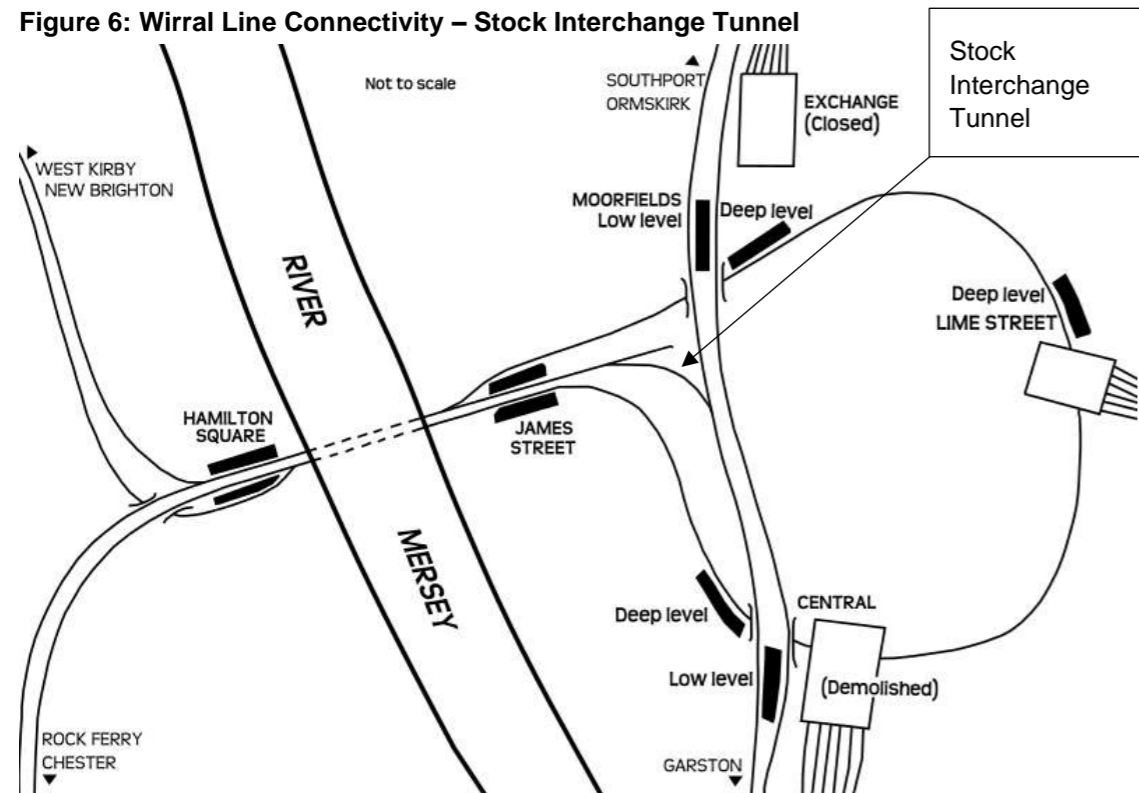 Figure 6: Wirral Line Connectivity – Stock Interchange Tunnel
Stock
Interchange
Tunnel
Not to scale
SOUTHPORT
ORMSKIRK
EXCHANGE
(Closed)
WEST KIRBY
NEW BRIGHTON
MOORFIELDS
Low level
Deep level
RIVER
MERSEY
Deep level
LIME STREET
HAMILTON
SQUARE
JAMES
STREET
Deep level
CENTRAL
Low level
(Demolished)
ROCK FERRY
CHESTER
GARSTON